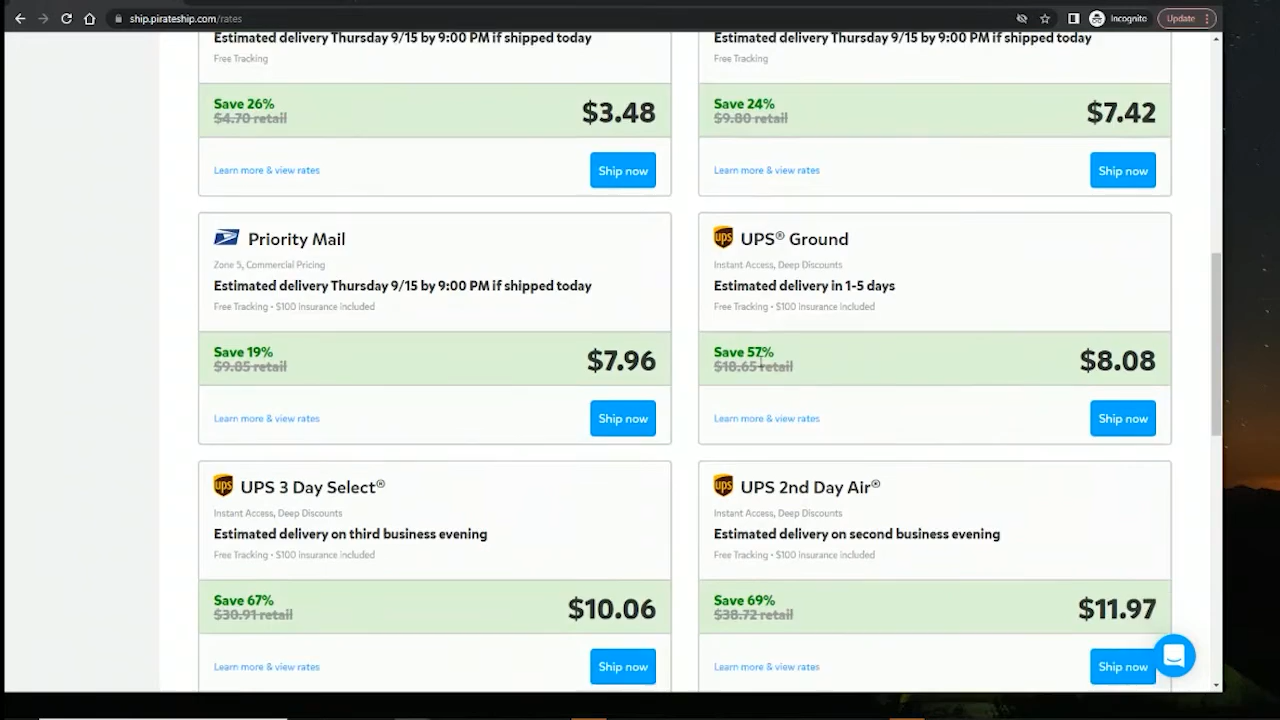 ship.pirateship.com/rates
Incognito
Update
Estimated delivery Thursday 9/15 by 9:00 PM if shipped today
Free Tracking
Save 26%
$4.70 retail
$3.48
Learn more & view rates
Ship now
Estimated delivery Thursday 9/15 by 9:00 PM if shipped today
Free Tracking
Save 24%
$9.80 retail
$7.42
Learn more & view rates
Ship now
Priority Mail
Zone 5, Commercial Pricing
Estimated delivery Thursday 9/15 by 9:00 PM if shipped today
Free Tracking • $100 insurance included
Save 19%
$9.85 retail
$7.96
Learn more & view rates
Ship now
ups UPS® Ground
Instant Access, Deep Discounts
Estimated delivery in 1-5 days
Free Tracking • $100 insurance included
Save 57%
$18.65 retail
$8.08
Learn more & view rates
Ship now
ups UPS 3 Day Select®
Instant Access, Deep Discounts
Estimated delivery on third business evening
Free Tracking • $100 insurance included
Save 67%
$30.91 retail
$10.06
Learn more & view rates
Ship now
ups UPS 2nd Day Air®
Instant Access, Deep Discounts
Estimated delivery on second business evening
Free Tracking • $100 insurance included
Save 69%
$38.72 retail
$11.97
Learn more & view rates
Ship now